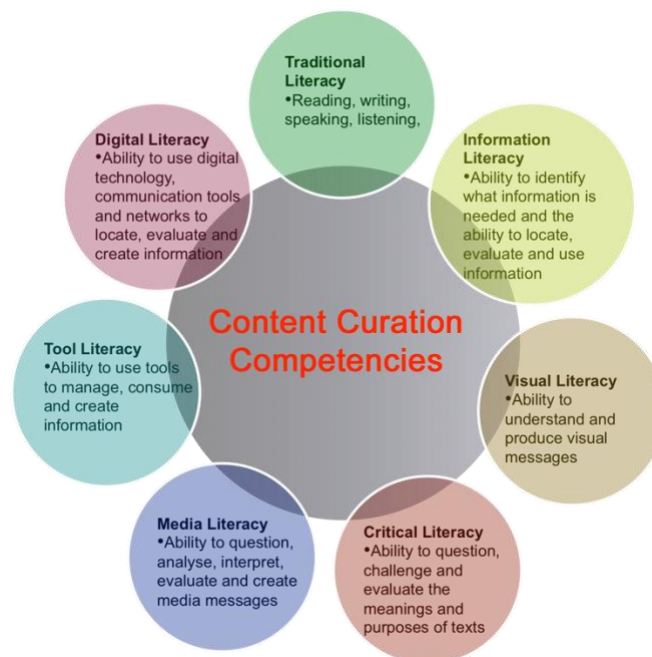 Traditional
Literacy
•Reading, writing,
speaking, listening,
Information
Literacy
•Ability to identify
what information is
needed and the
ability to locate,
evaluate and use
information
Visual Literacy
•Ability to
understand and
produce visual
messages
Critical Literacy
•Ability to question,
challenge and
evaluate the
meanings and
purposes of texts
Media Literacy
•Ability to question,
analyse, interpret,
evaluate and create
media messages
Tool Literacy
•Ability to use tools
to manage, consume
and create
information
Digital Literacy
•Ability to use digital
technology,
communication tools
and networks to
locate, evaluate and
create information
Content Curation
Competencies